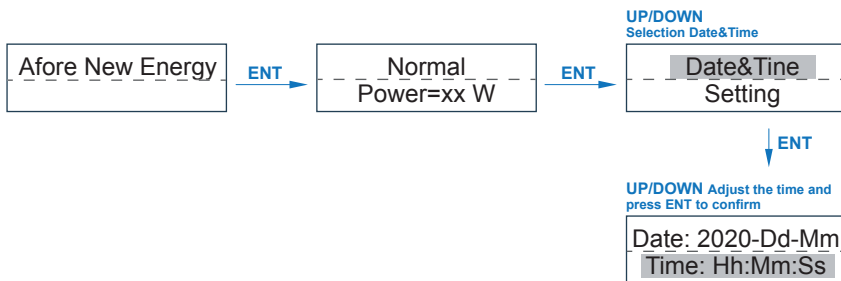 UP/DOWN
Selection Date&Time
Afore New Energy
ENT
Normal
Power=xx W
ENT
Date&Tine
Setting
ENT
UP/DOWN Adjust the time and
press ENT to confirm
Date: 2020-Dd-Mm
Time: Hh:Mm:Ss